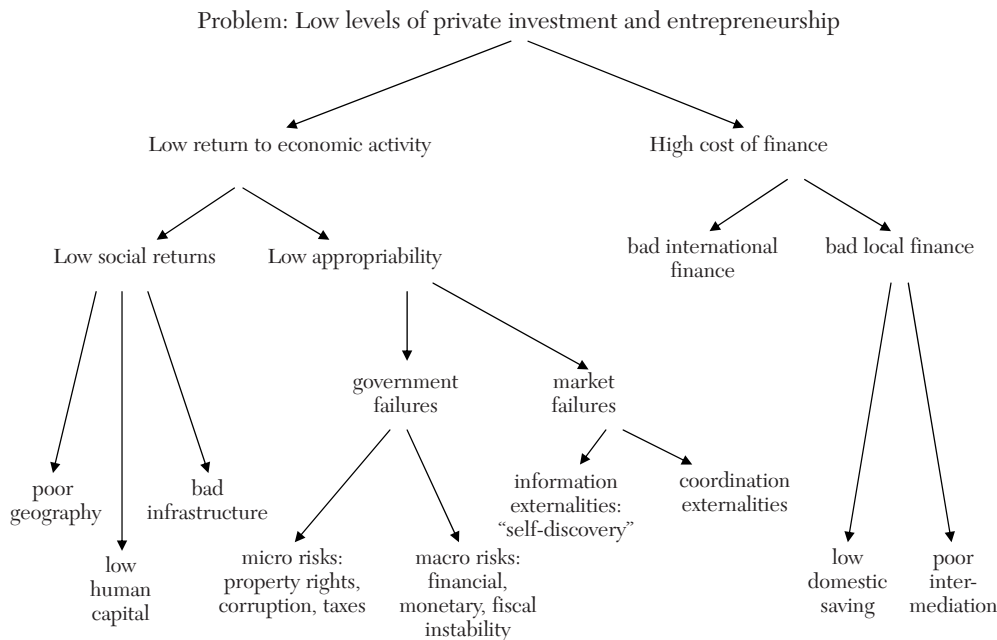 Problem: Low levels of private investment and entrepreneurship
Low return to economic activity
High cost of finance
Low social returns
Low appropriability
bad international
finance
bad local finance
government
failures
market
failures
poor
geography
low
human
capital
bad
infrastructure
micro risks:
property rights,
corruption, taxes
macro risks:
financial,
monetary, fiscal
instability
information
externalities:
“self-discovery”
coordination
externalities
low
domestic
saving
poor
inter-
mediation